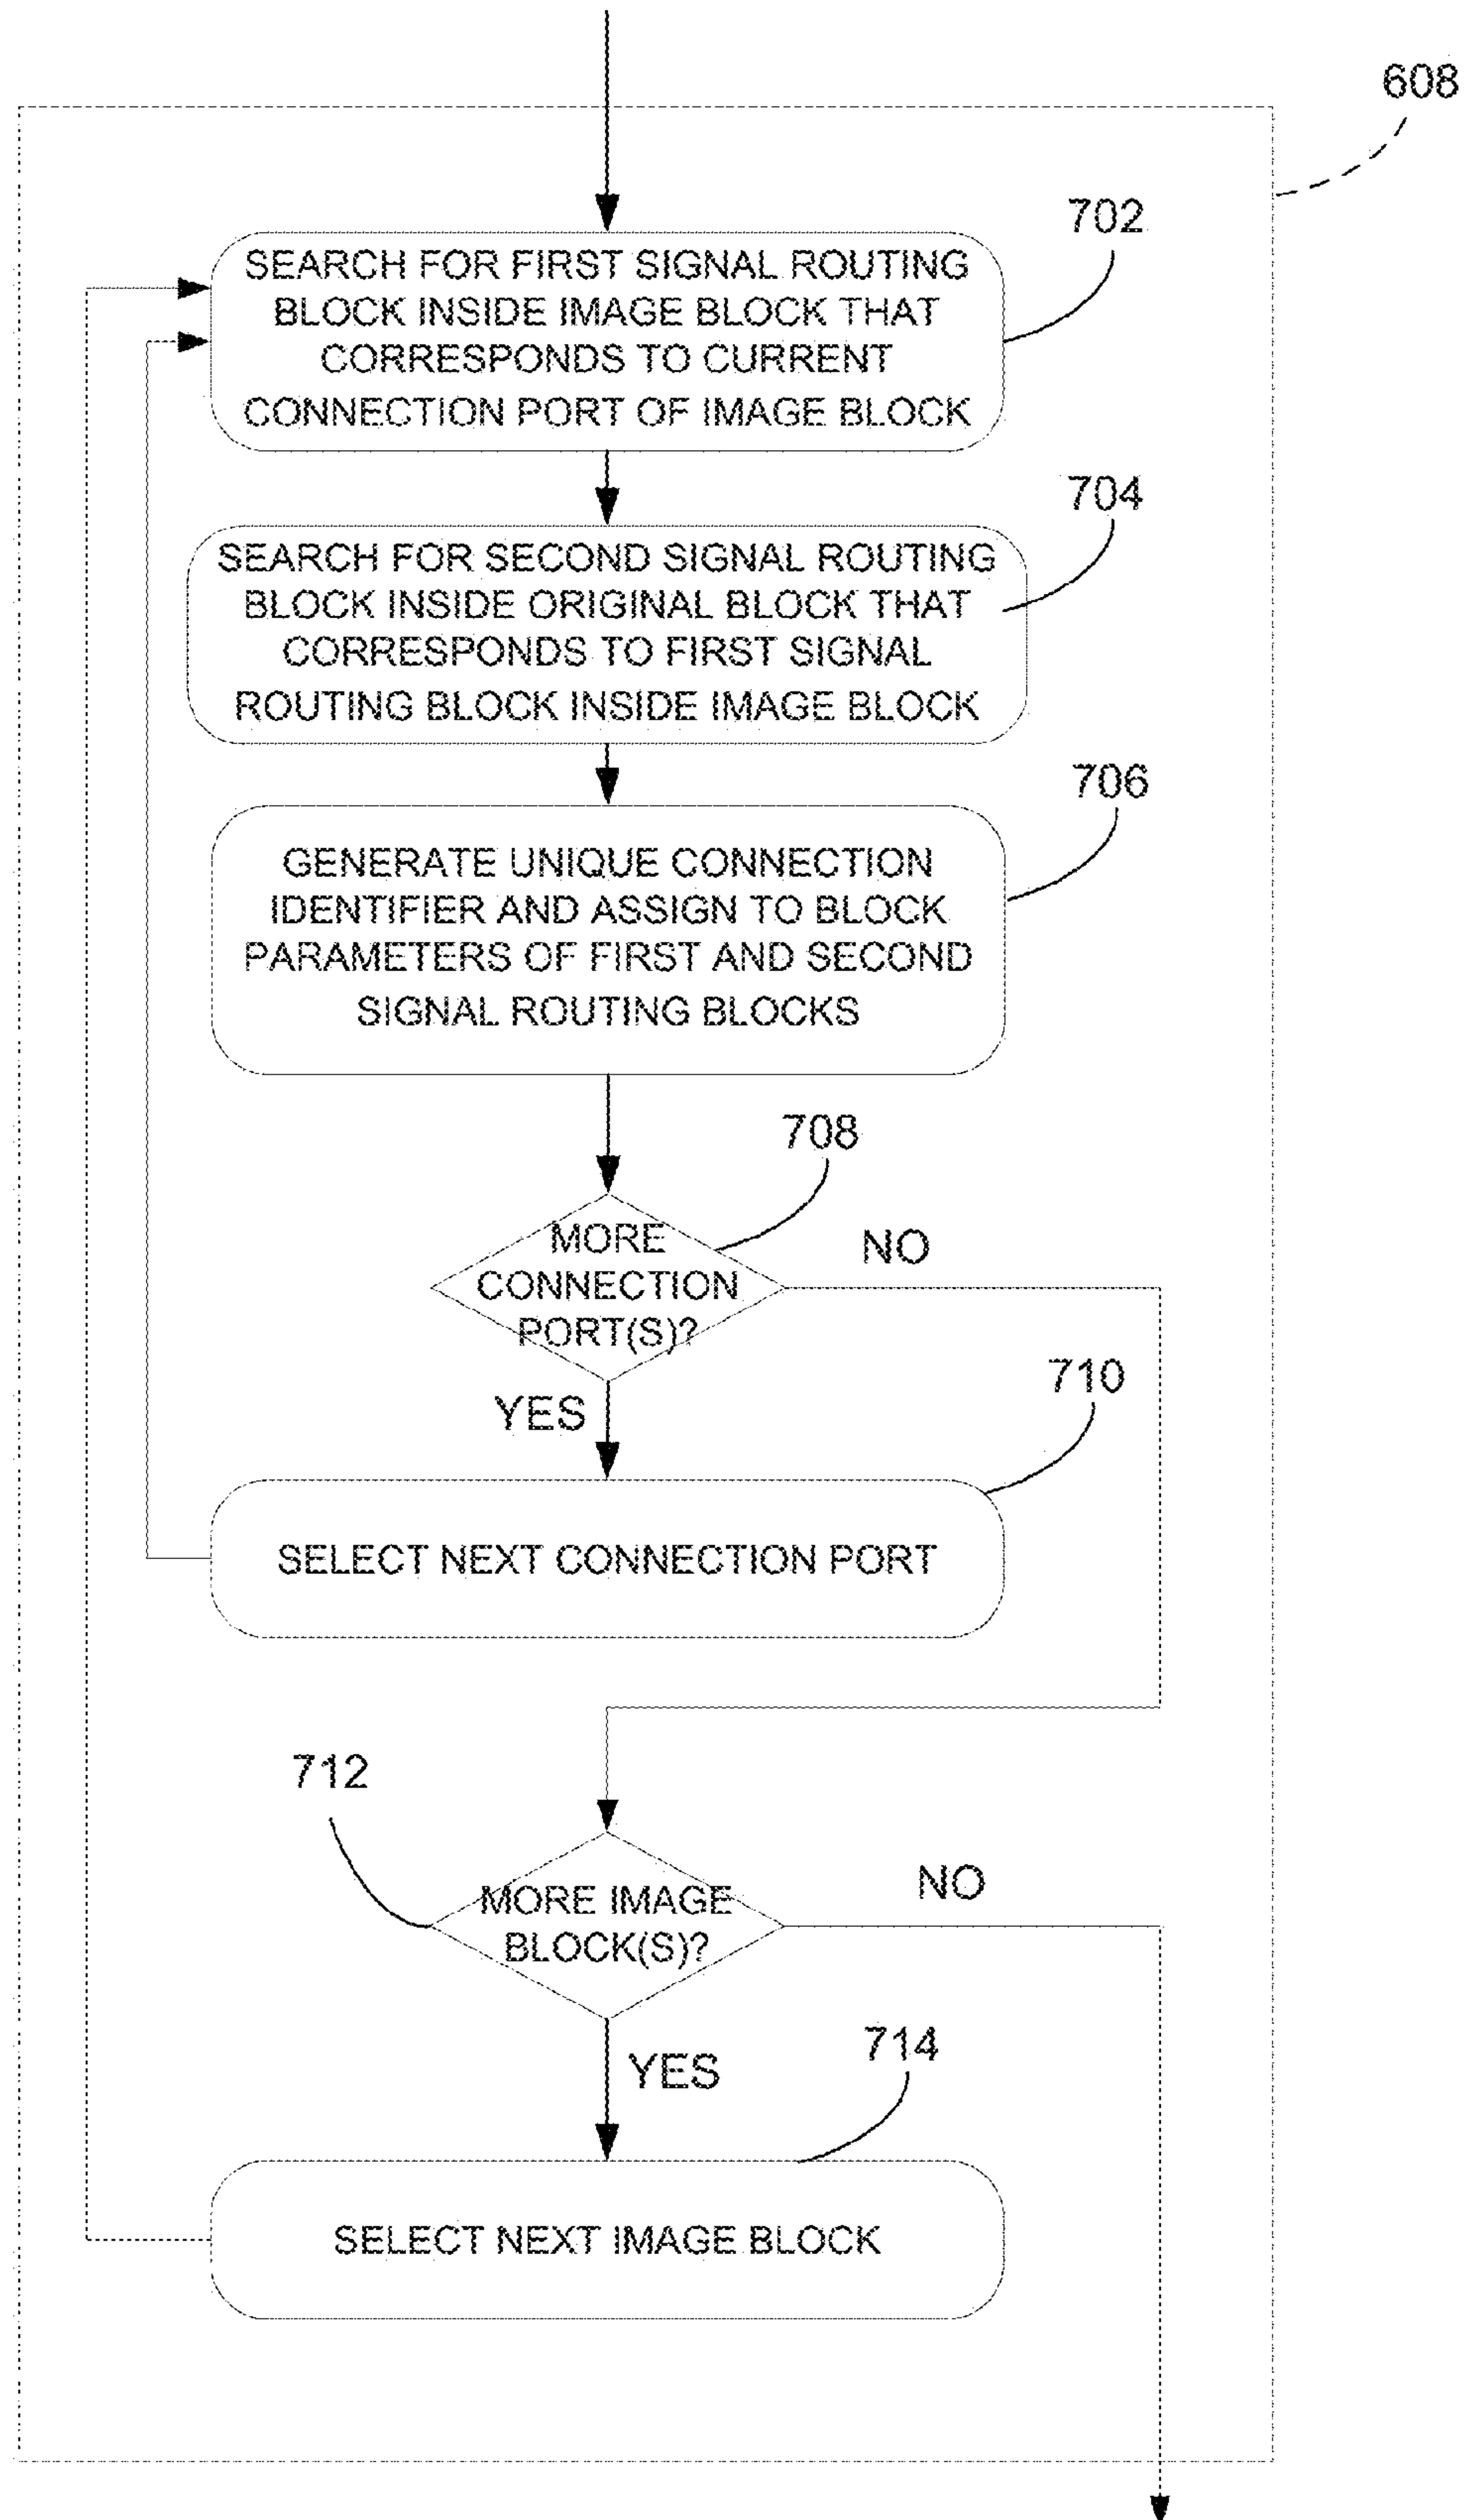 608
702
SEARCH FOR FIRST SIGNAL ROUTING
BLOCK INSIDE IMAGE BLOCK THAT
CORRESPONDS TO CURRENT
CONNECTION PORT OF IMAGE BLOCK
704
SEARCH FOR SECOND SIGNAL ROUTING
BLOCK INSIDE ORIGINAL BLOCK THAT
CORRESPONDS TO FIRST SIGNAL
ROUTING BLOCK INSIDE IMAGE BLOCK
706
GENERATE UNIQUE CONNECTION
IDENTIFIER AND ASSIGN TO BLOCK
PARAMETERS OF FIRST AND SECOND
SIGNAL ROUTING BLOCKS
708
MORE
CONNECTION
PORT(S)?
NO
YES
710
SELECT NEXT CONNECTION PORT
712
MORE IMAGE
BLOCK(S)?
NO
YES
714
SELECT NEXT IMAGE BLOCK